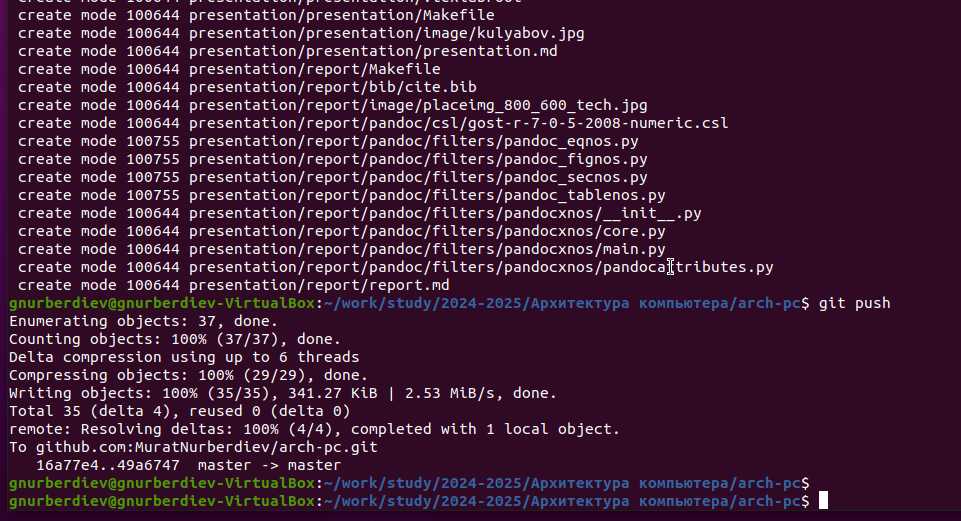 create mode 100644 presentation/presentation/Makefile
create mode 100644 presentation/presentation/image/kulyabov.jpg
create mode 100644 presentation/presentation/presentation.md
create mode 100644 presentation/report/Makefile
create mode 100644 presentation/report/bib/cite.bib
create mode 100644 presentation/report/image/placeimg_800_600_tech.jpg
create mode 100644 presentation/report/pandoc/csl/gost-r-7-0-5-2008-numeric.csl
create mode 100755 presentation/report/pandoc/filters/pandoc_eqnos.py
create mode 100755 presentation/report/pandoc/filters/pandoc_fignos.py
create mode 100755 presentation/report/pandoc/filters/pandoc_secnos.py
create mode 100755 presentation/report/pandoc/filters/pandoc_tablenos.py
create mode 100644 presentation/report/pandoc/filters/pandocxnos/__init__.py
create mode 100644 presentation/report/pandoc/filters/pandocxnos/core.py
create mode 100644 presentation/report/pandoc/filters/pandocxnos/main.py
create mode 100644 presentation/report/pandoc/filters/pandocxnos/pandocattributes.py
create mode 100644 presentation/report/report.md
gnurberdiev@gnurberdiev-VirtualBox:~/work/study/2024-2025/Архитектура компьютера/arch-pc$ git push
Enumerating objects: 37, done.
Counting objects: 100% (37/37), done.
Delta compression using up to 6 threads
Compressing objects: 100% (29/29), done.
Writing objects: 100% (35/35), 341.27 KiB | 2.53 MiB/s, done.
Total 35 (delta 4), reused 0 (delta 0)
remote: Resolving deltas: 100% (4/4), completed with 1 local object.
To github.com:MuratNurberdiev/arch-pc.git
16a77e4..49a6747  master -> master
gnurberdiev@gnurberdiev-VirtualBox:~/work/study/2024-2025/Архитектура компьютера/arch-pc$
gnurberdiev@gnurberdiev-VirtualBox:~/work/study/2024-2025/Архитектура компьютера/arch-pc$